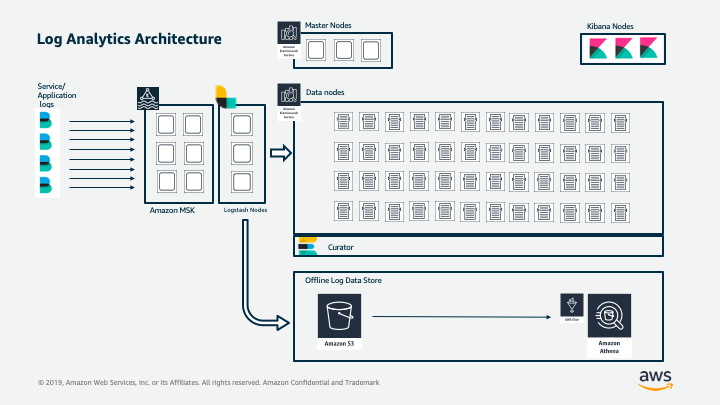 Log Analytics Architecture
Master Nodes
Amazon
Elasticsearch
Service
Kibana Nodes
Service/
Application
logs
Amazon
Elasticsearch
Service
Data nodes
Amazon MSK
Logstash Nodes
Curator
Offline Log Data Store
Amazon S3
AWS Glue
Amazon
Athena
© 2019, Amazon Web Services, Inc. or its Affiliates. All rights reserved. Amazon Confidential and Trademark
aws